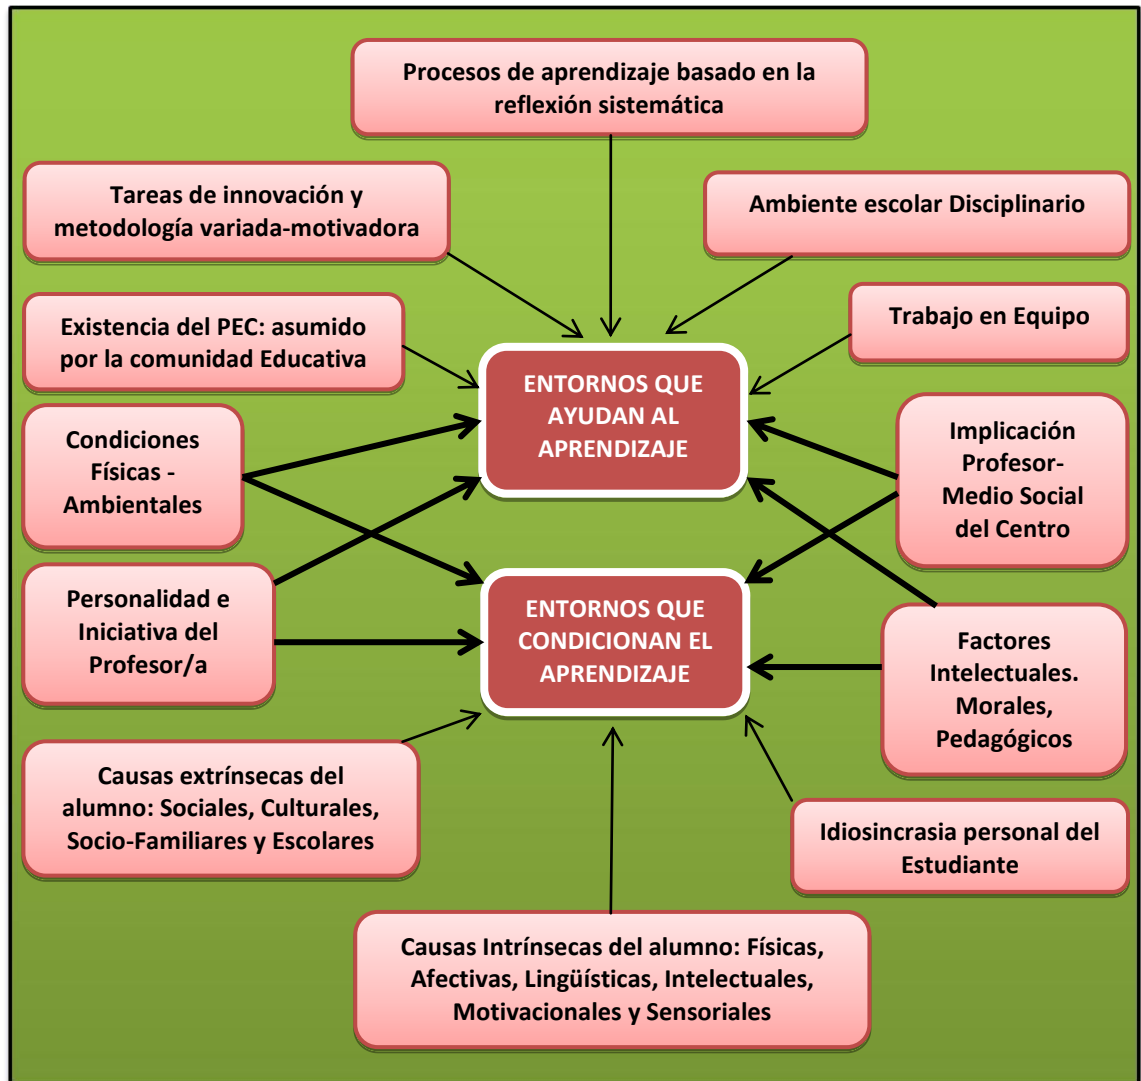 Procesos de aprendizaje basado en la
reflexión sistemática
Tareas de innovación y
metodología variada-motivadora
Ambiente escolar Disciplinario
Existencia del PEC: asumido
por la comunidad Educativa
Trabajo en Equipo
ENTORNOS QUE
AYUDAN AL
APRENDIZAJE
Condiciones
Físicas -
Ambientales
Implicación
Profesor-
Medio Social
del Centro
Personalidad e
Iniciativa del
Profesor/a
ENTORNOS QUE
CONDICIONAN EL
APRENDIZAJE
Factores
Intelectuales.
Morales,
Pedagógicos
Causas extrínsecas del
alumno: Sociales, Culturales,
Socio-Familiares y Escolares
Idiosincrasia personal del
Estudiante
Causas Intrínsecas del alumno: Físicas,
Afectivas, Lingüísticas, Intelectuales,
Motivacionales y Sensoriales